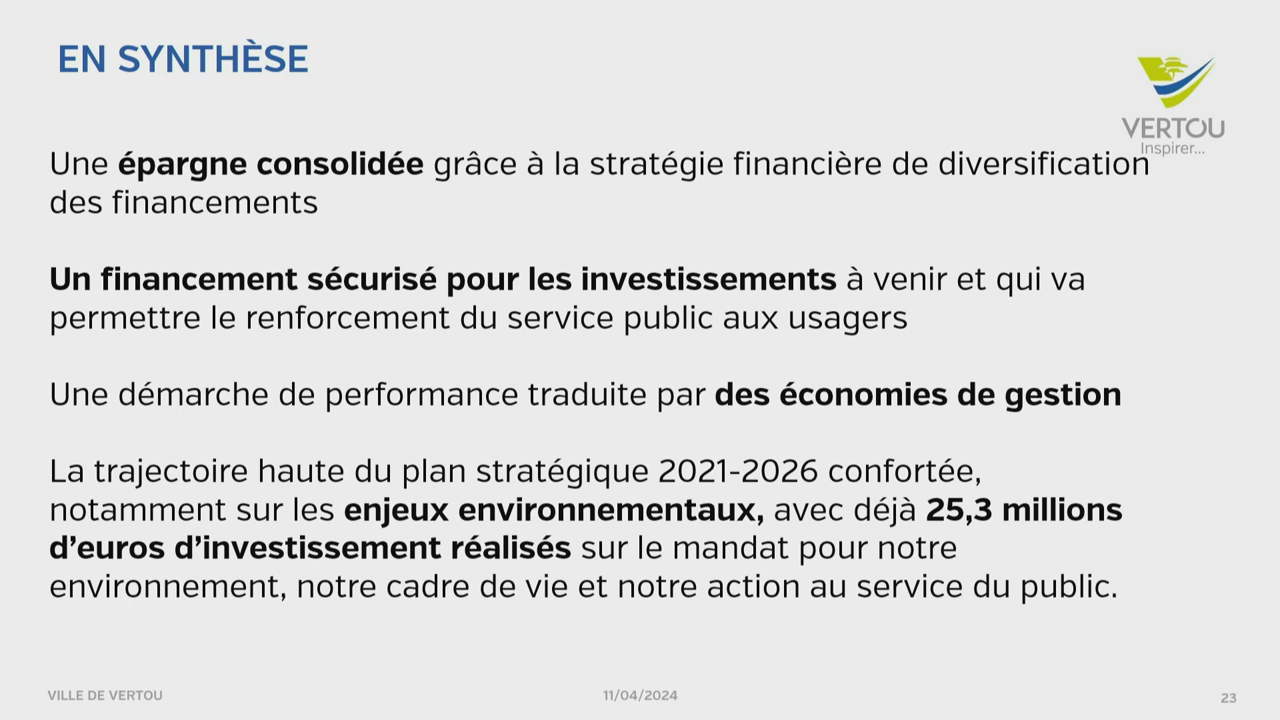 EN SYNTHÈSE
VERTOU
Inspirer...
Une épargne consolidée grâce à la stratégie financière de diversification
des financements
Un financement sécurisé pour les investissements à venir et qui va
permettre le renforcement du service public aux usagers
Une démarche de performance traduite par des économies de gestion
La trajectoire haute du plan stratégique 2021-2026 confortée,
notamment sur les enjeux environnementaux, avec déjà 25,3 millions
d’euros d’investissement réalisés sur le mandat pour notre
environnement, notre cadre de vie et notre action au service du public.
VILLE DE VERTOU
11/04/2024
23